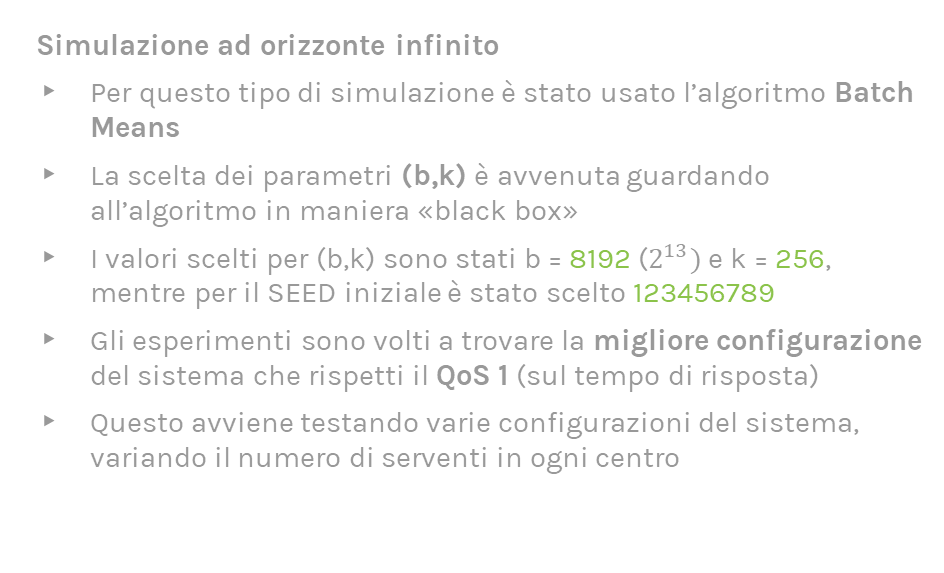 Simulazione ad orizzonte infinito
▸ Per questo tipo di simulazione è stato usato l’algoritmo Batch
Means
▸ La scelta dei parametri (b,k) è avvenuta guardando
all’algoritmo in maniera «black box»
▸ I valori scelti per (b,k) sono stati b = 8192 (2¹³) e k = 256,
mentre per il SEED iniziale è stato scelto 123456789
▸ Gli esperimenti sono volti a trovare la migliore configurazione
del sistema che rispetti il QoS 1 (sul tempo di risposta)
▸ Questo avviene testando varie configurazioni del sistema,
variando il numero di serventi in ogni centro